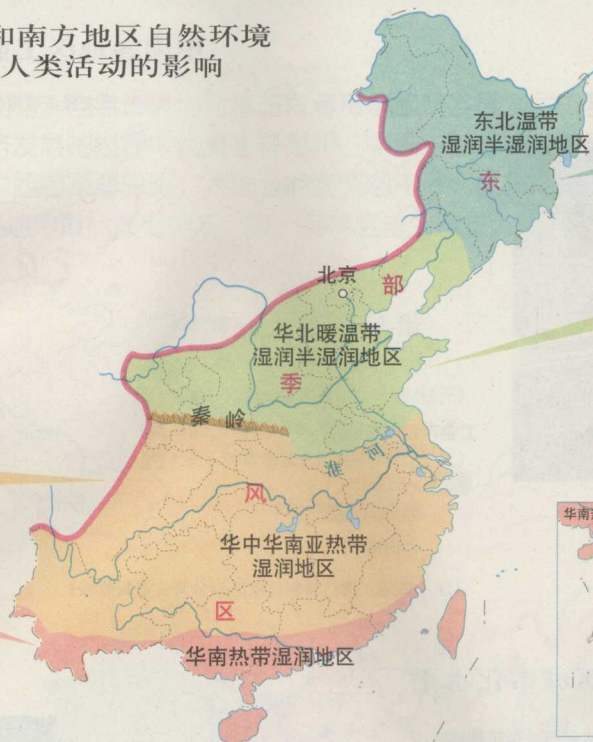 和南方地区自然环境
人类活动的影响
东北温带
湿润半湿润地区
东
北京
部
华北暖温带
湿润半湿润地区
季
秦岭
淮河
风
华中华南亚热带
湿润地区
区
华南热带湿润地区
华南